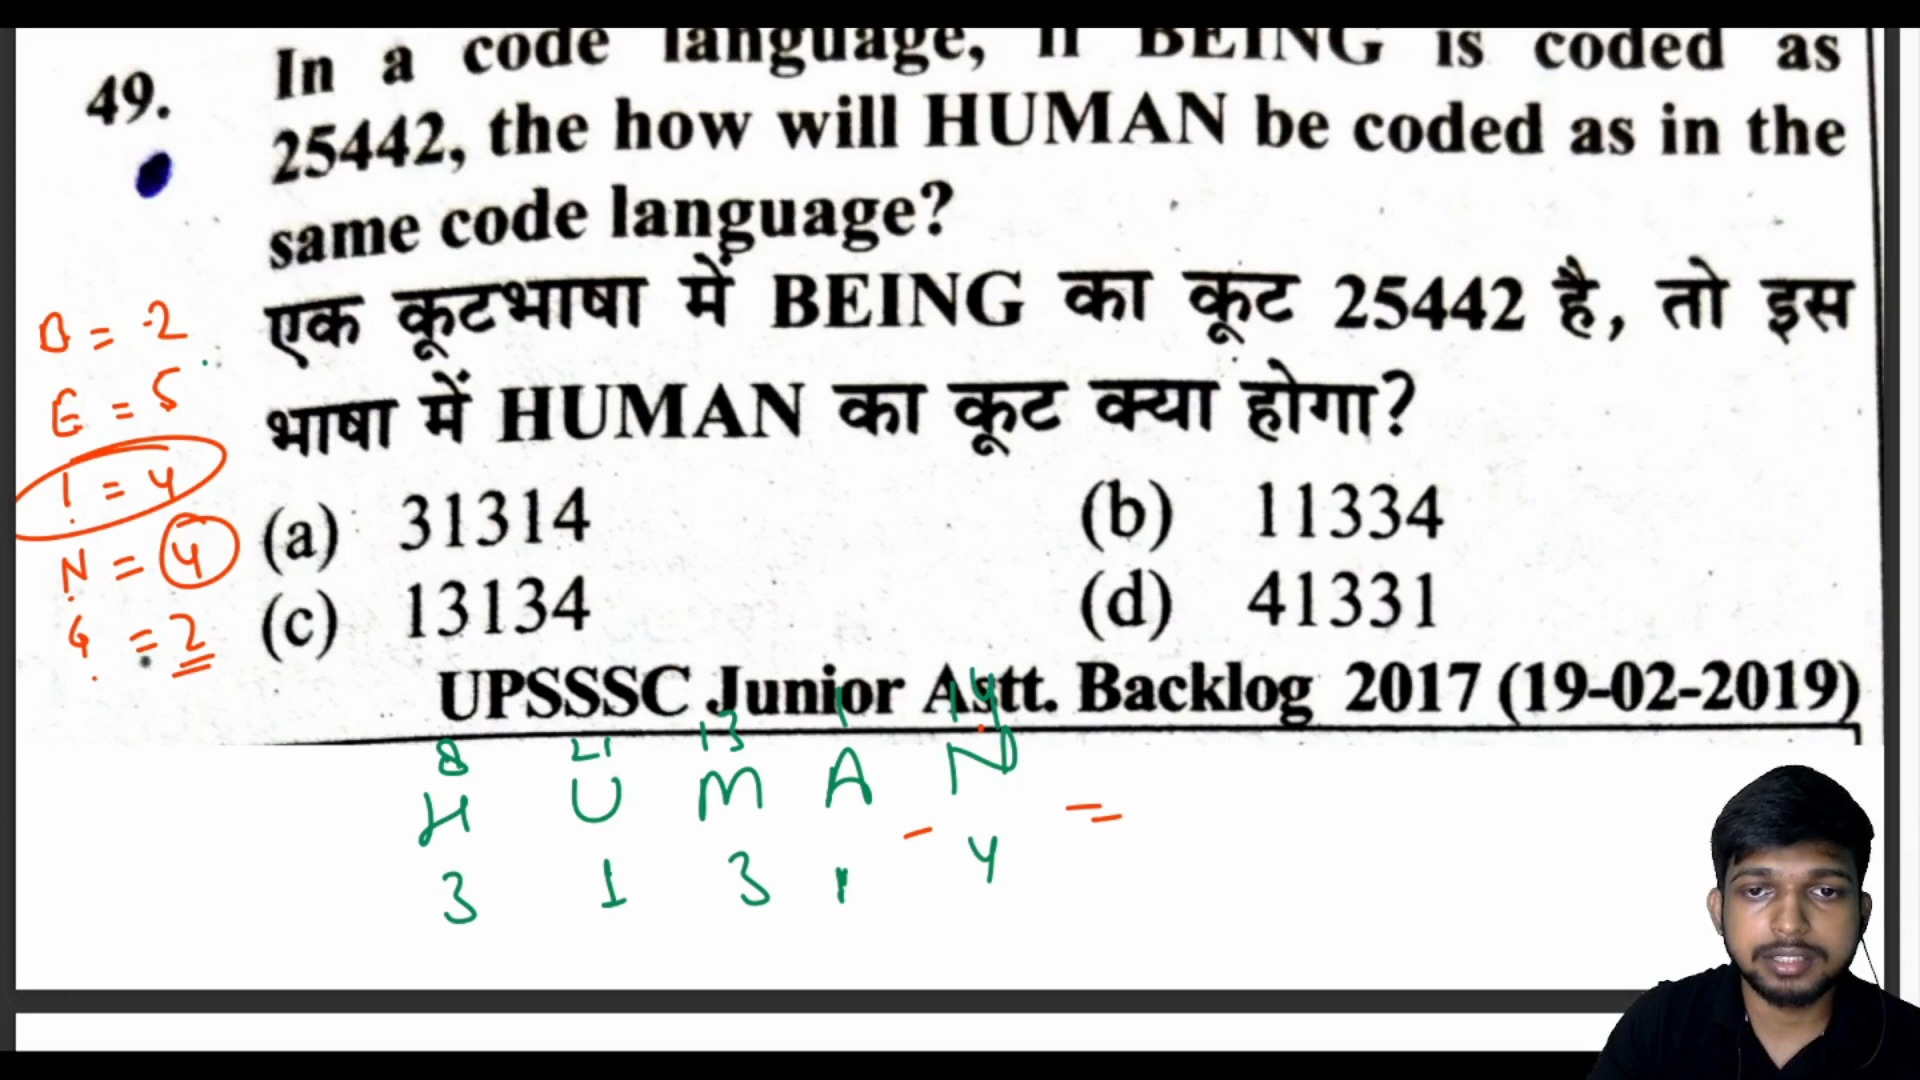 49. In a code language, if BEING is coded as
25442, the how will HUMAN be coded as in the
same code language?
एक कूटभाषा में BEING का कूट 25442 है, तो इस
भाषा में HUMAN का कूट क्या होगा?
(a) 31314 (b) 11334
(c) 13134 (d) 41331
UPSSSC Junior Astt. Backlog 2017 (19-02-2019)
B = 2
E = 5
I = 4
N = 4
G = 2
8 21 13 1 14
H U M A N =
3 1 3 1 - 4